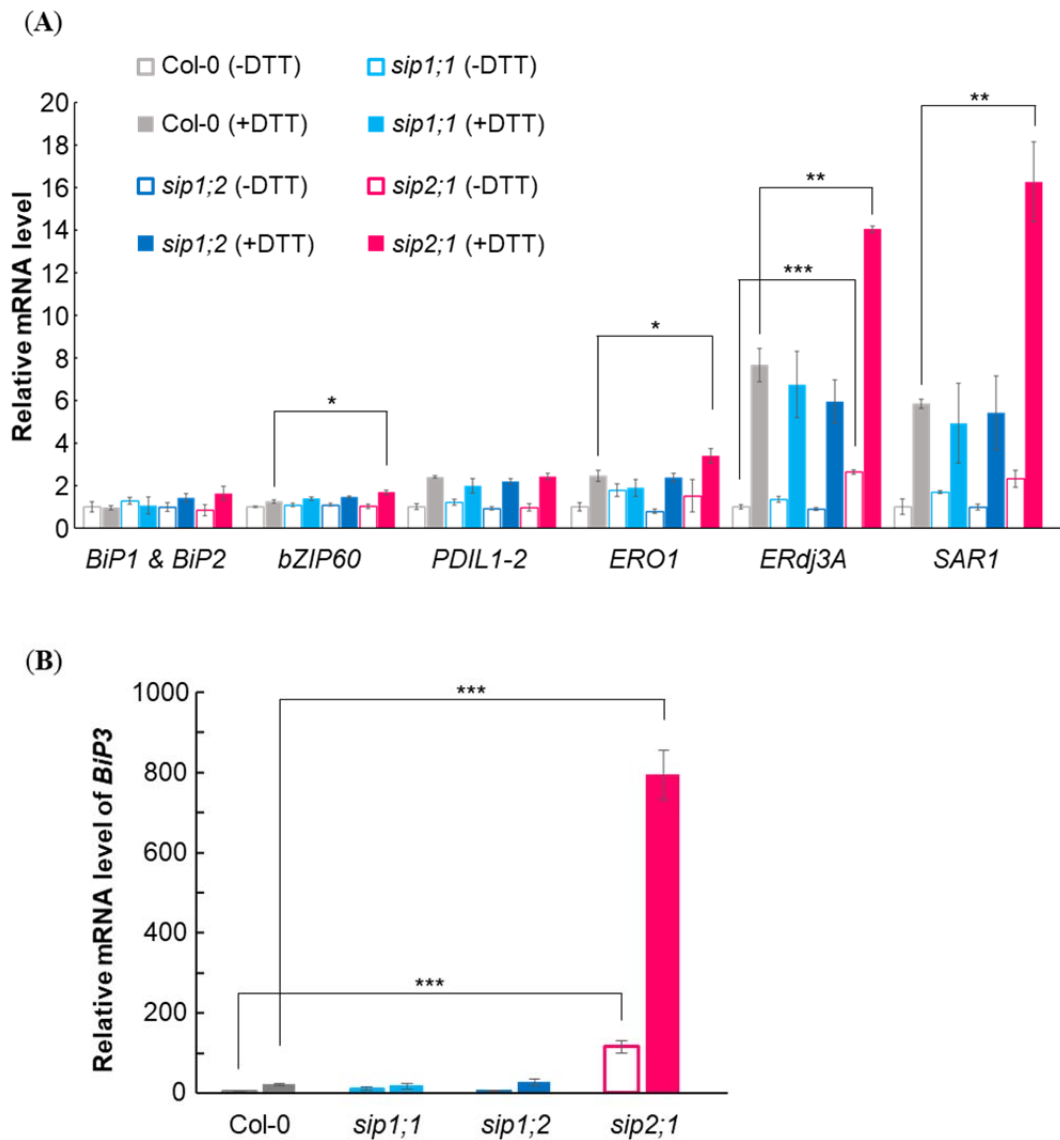 (A)
Col-0 (-DTT) sip1;1 (-DTT)
Col-0 (+DTT) sip1;1 (+DTT)
sip1;2 (-DTT) sip2;1 (-DTT)
sip1;2 (+DTT) sip2;1 (+DTT)
Relative mRNA level
20
18
16
14
12
10
8
6
4
2
0
*
*
***
**
**
BiP1 & BiP2 bZIP60 PDIL1-2 ERO1 ERdj3A SAR1
(B)
Relative mRNA level of BiP3
1000
800
600
400
200
0
***
***
Col-0 sip1;1 sip1;2 sip2;1